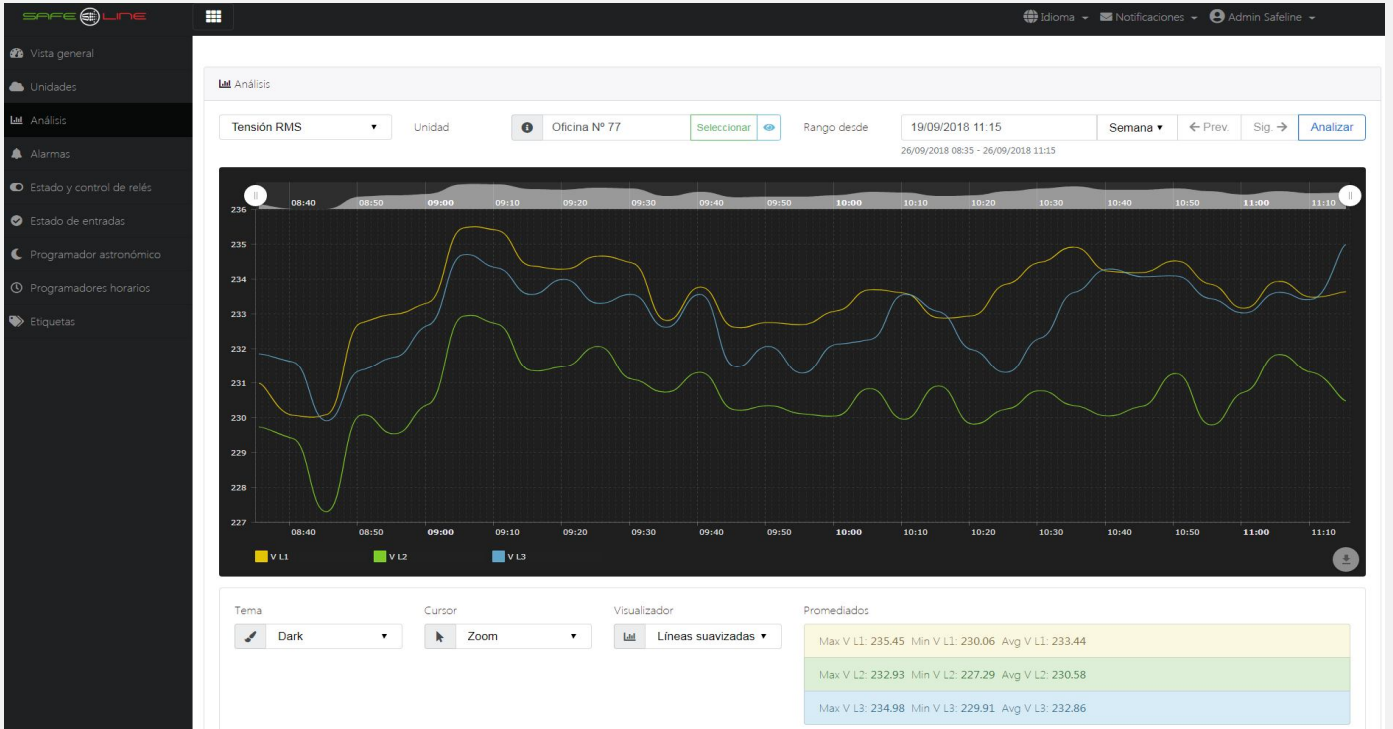 SAFE LINE
Idioma Notificaciones Admin Safeline
Vista general
Unidades
Análisis
Alarmas
Estado y control de relés
Estado de entradas
Programador astronómico
Programadores horarios
Etiquetas
Análisis
Tensión RMS Unidad Oficina Nº 77 Seleccionar Rango desde 19/09/2018 11:15 Semana ← Prev. Sig. → Analizar
26/09/2018 08:35 - 26/09/2018 11:15
08:40 08:50 09:00 09:10 09:20 09:30 09:40 09:50 10:00 10:10 10:20 10:30 10:40 10:50 11:00 11:10
236
235
234
233
232
231
230
229
228
227
08:40 08:50 09:00 09:10 09:20 09:30 09:40 09:50 10:00 10:10 10:20 10:30 10:40 10:50 11:00 11:10
V L1 V L2 V L3
Tema Cursor Visualizador Promediados
Dark Zoom Líneas suavizadas
Max V L1: 235.45 Min V L1: 230.06 Avg V L1: 233.44
Max V L2: 232.93 Min V L2: 227.29 Avg V L2: 230.58
Max V L3: 234.98 Min V L3: 229.91 Avg V L3: 232.86